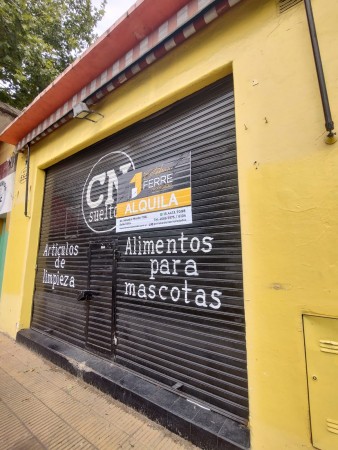 CN
suelto
FERRE
ALQUILA
Artículos
de
limpieza
Alimentos
para
mascotas